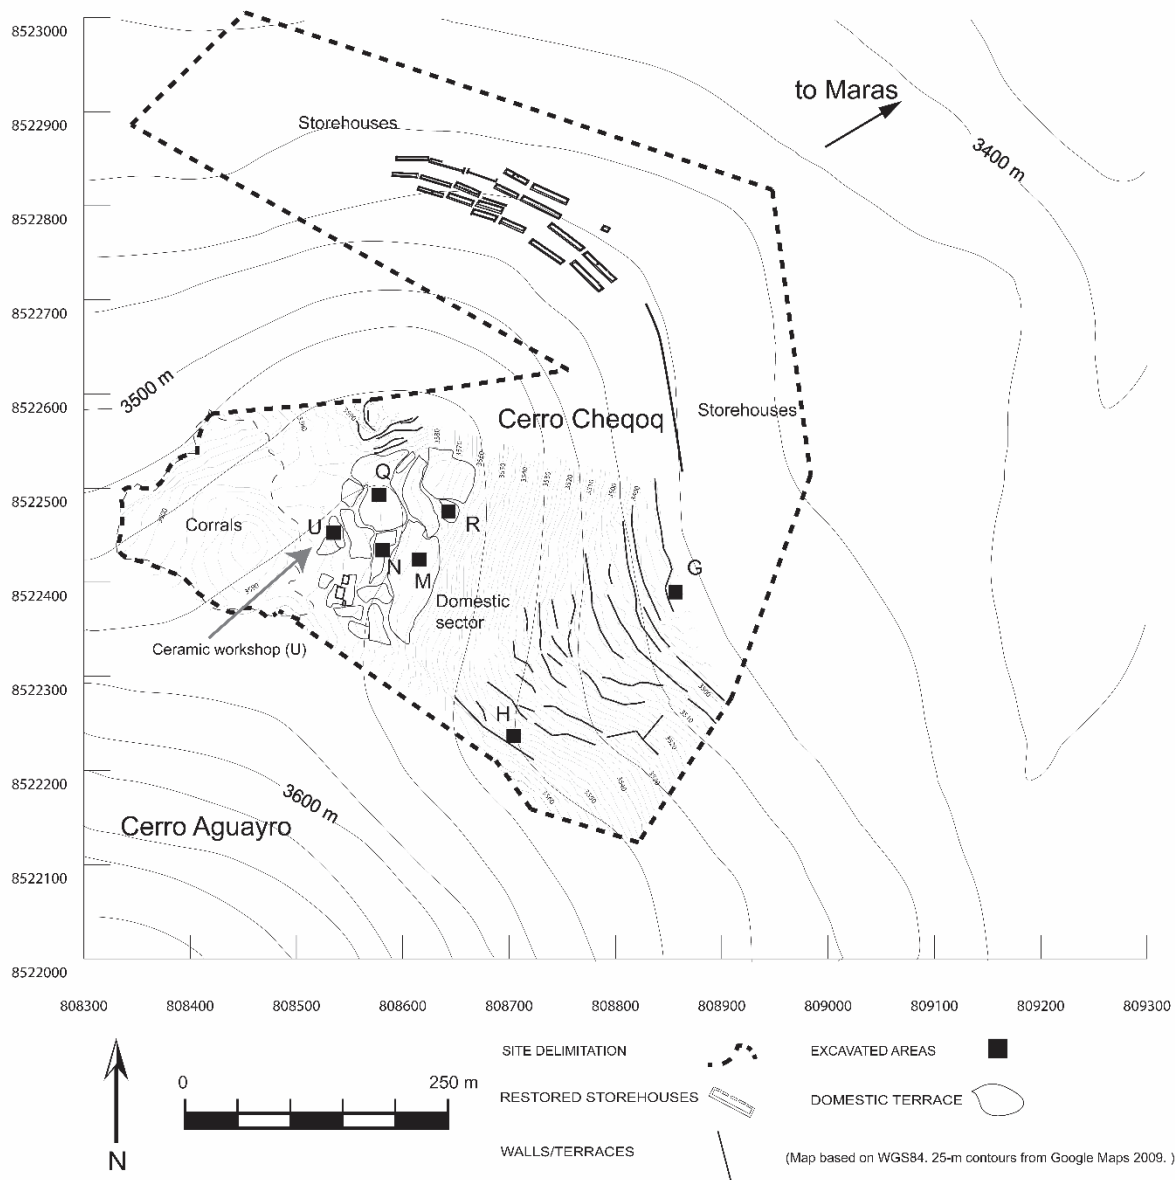 8523000
8522900
8522800
8522700
8522600
8522500
8522400
8522300
8522200
8522100
8522000
808300
808400
808500
808600
808700
808800
808900
809000
809100
809200
809300
to Maras
3400 m
Storehouses
3500 m
Cerro Cheqoq
Storehouses
Corrals
Q
U
R
N
M
G
Domestic
sector
Ceramic workshop (U)
H
3600 m
Cerro Aguayro
N
0
250 m
SITE DELIMITATION
RESTORED STOREHOUSES
WALLS/TERRACES
EXCAVATED AREAS
DOMESTIC TERRACE
(Map based on WGS84. 25-m contours from Google Maps 2009. )